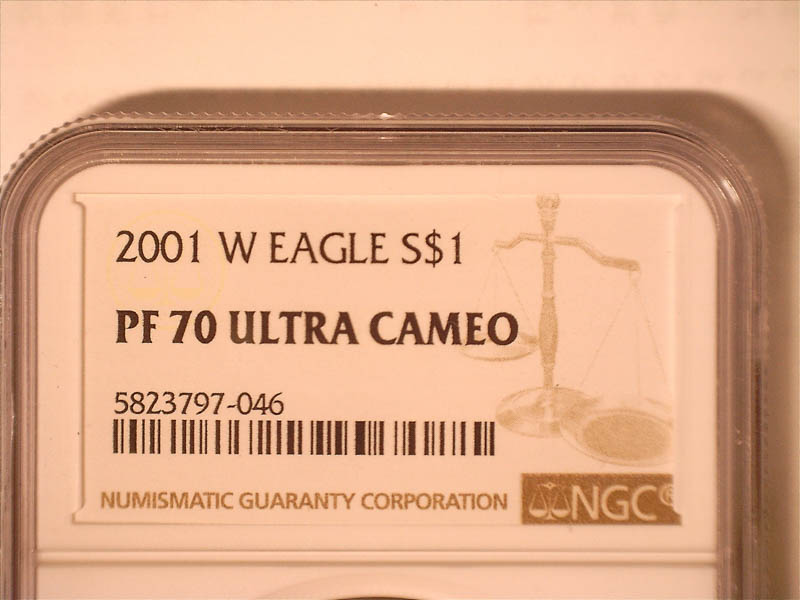 2001 W EAGLE S$1
PF 70 ULTRA CAMEO
5823797-046
NUMISMATIC GUARANTY CORPORATION
NGC®